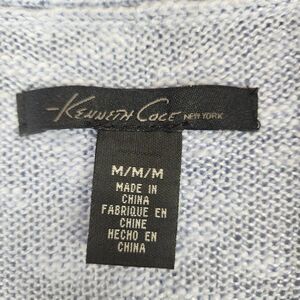 KENNETH COLE NEW YORK
M/M/M
MADE IN
CHINA
FABRIQUE EN
CHINE
HECHO EN
CHINA